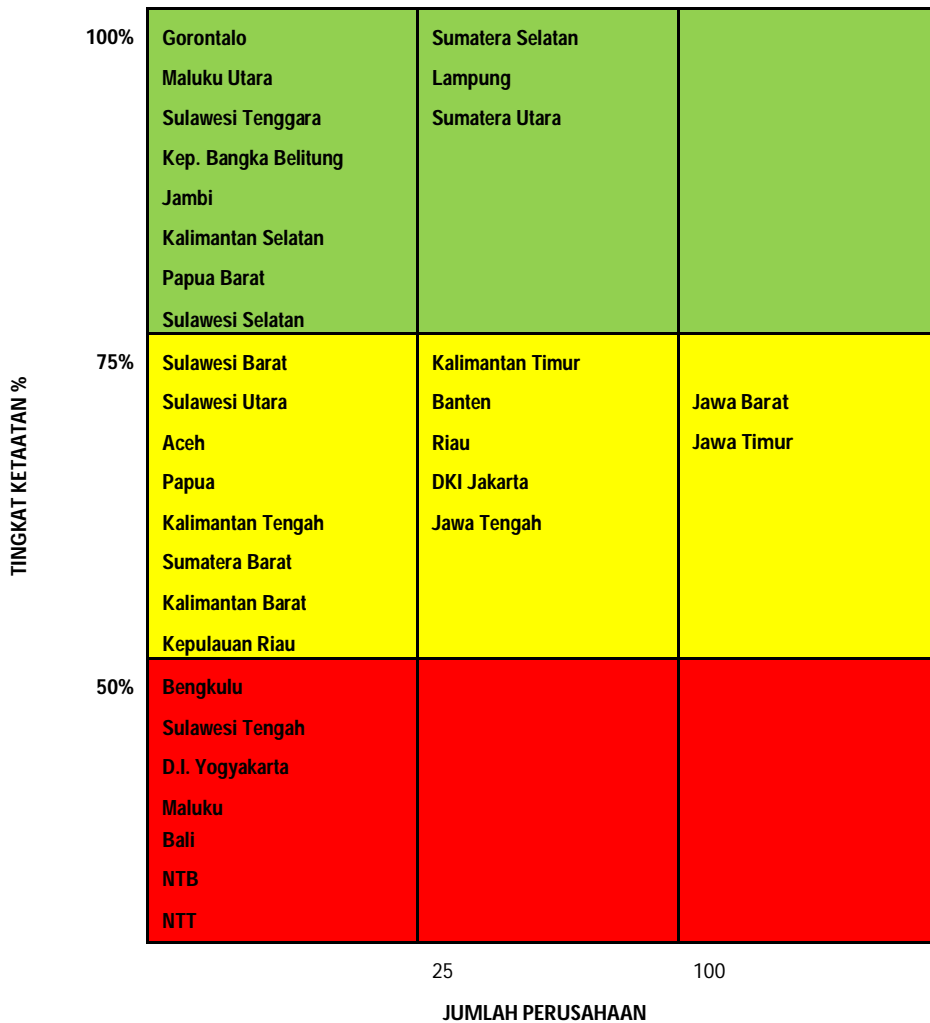 TINGKAT KETAATAN %
100%
Gorontalo
Maluku Utara
Sulawesi Tenggara
Kep. Bangka Belitung
Jambi
Kalimantan Selatan
Papua Barat
Sulawesi Selatan
Sumatera Selatan
Lampung
Sumatera Utara
75%
Sulawesi Barat
Sulawesi Utara
Aceh
Papua
Kalimantan Tengah
Sumatera Barat
Kalimantan Barat
Kepulauan Riau
Kalimantan Timur
Banten
Riau
DKI Jakarta
Jawa Tengah
Jawa Barat
Jawa Timur
50%
Bengkulu
Sulawesi Tengah
D.I. Yogyakarta
Maluku
Bali
NTB
NTT
25
100
JUMLAH PERUSAHAAN